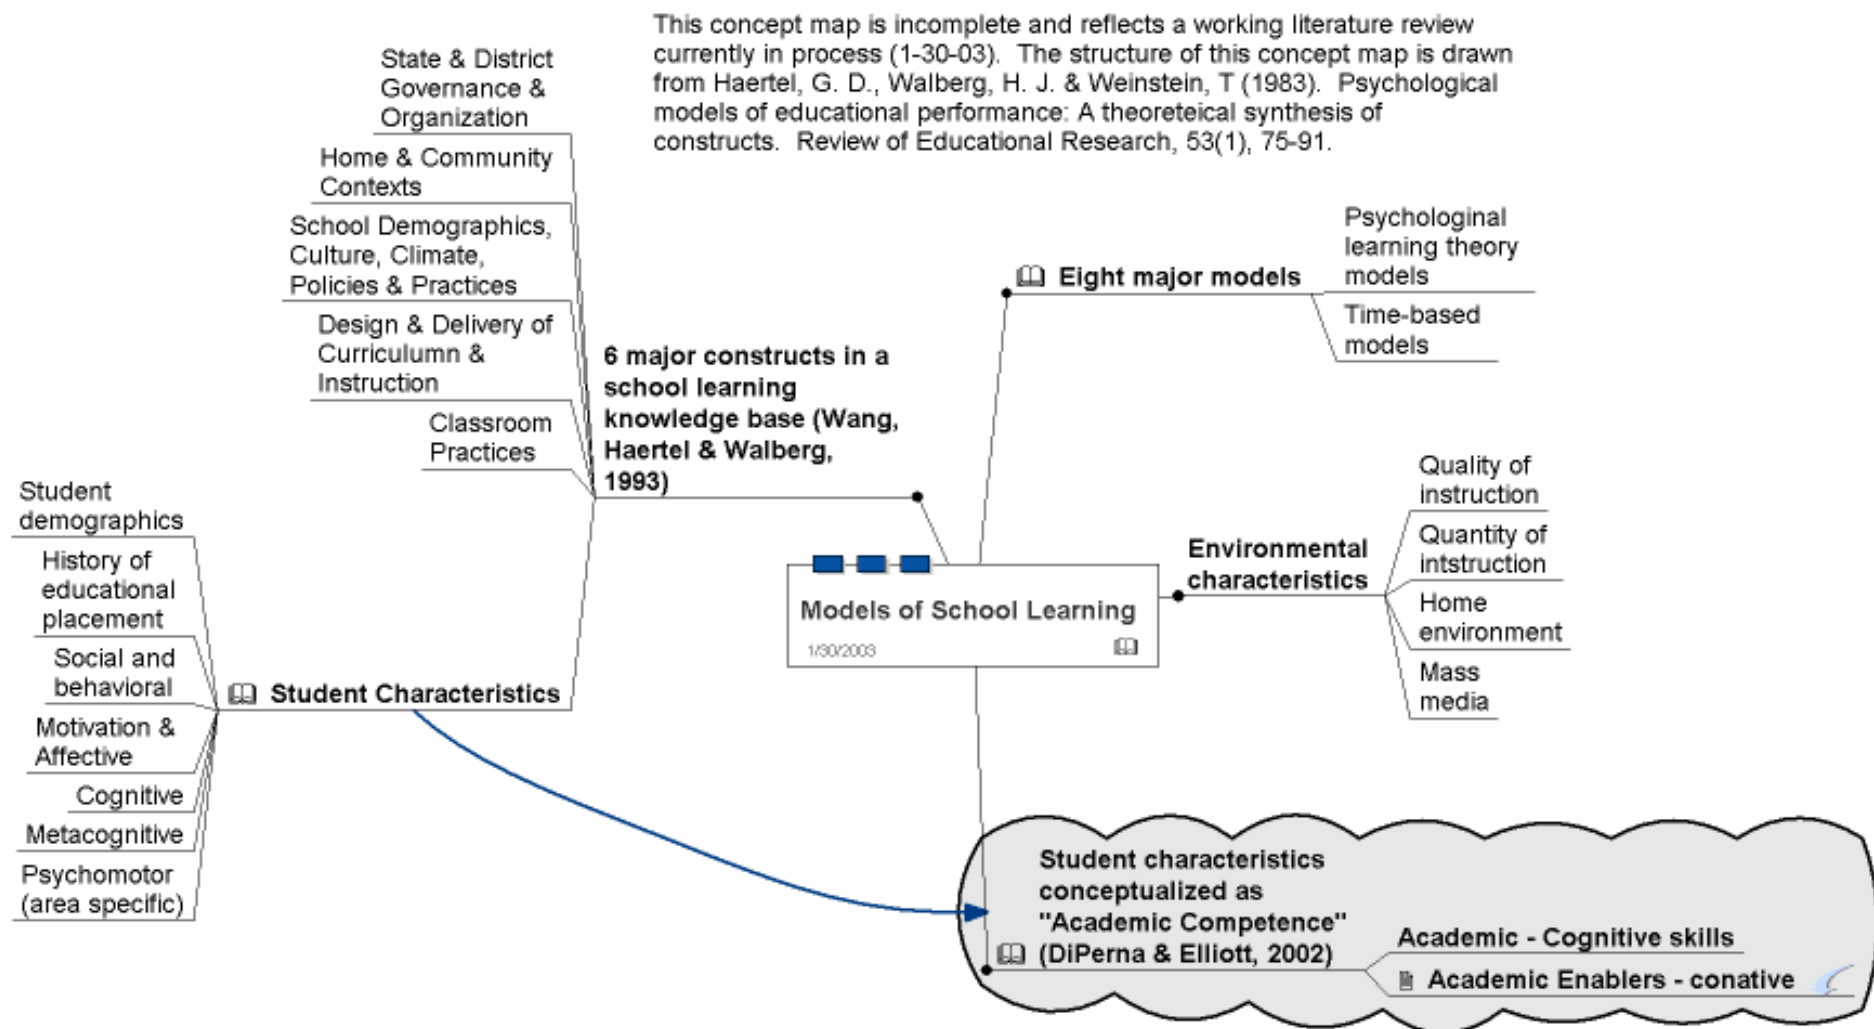 This concept map is incomplete and reflects a working literature review
currently in process (1-30-03). The structure of this concept map is drawn
from Haertel, G. D., Walberg, H. J. & Weinstein, T (1983). Psychological
models of educational performance: A theoreteical synthesis of
constructs. Review of Educational Research, 53(1), 75-91.
State & District
Governance &
Organization
Home & Community
Contexts
School Demographics,
Culture, Climate,
Policies & Practices
Design & Delivery of
Curriculumn &
Instruction
Classroom
Practices
6 major constructs in a
school learning
knowledge base (Wang,
Haertel & Walberg,
1993)
Student
demographics
History of
educational
placement
Social and
behavioral
Motivation &
Affective
Cognitive
Metacognitive
Psychomotor
(area specific)
Student Characteristics
Models of School Learning
1/30/2003
Eight major models
Psychologinal
learning theory
models
Time-based
models
Environmental
characteristics
Quality of
instruction
Quantity of
intstruction
Home
environment
Mass
media
Student characteristics
conceptualized as
"Academic Competence"
(DiPerna & Elliott, 2002)
Academic - Cognitive skills
Academic Enablers - conative